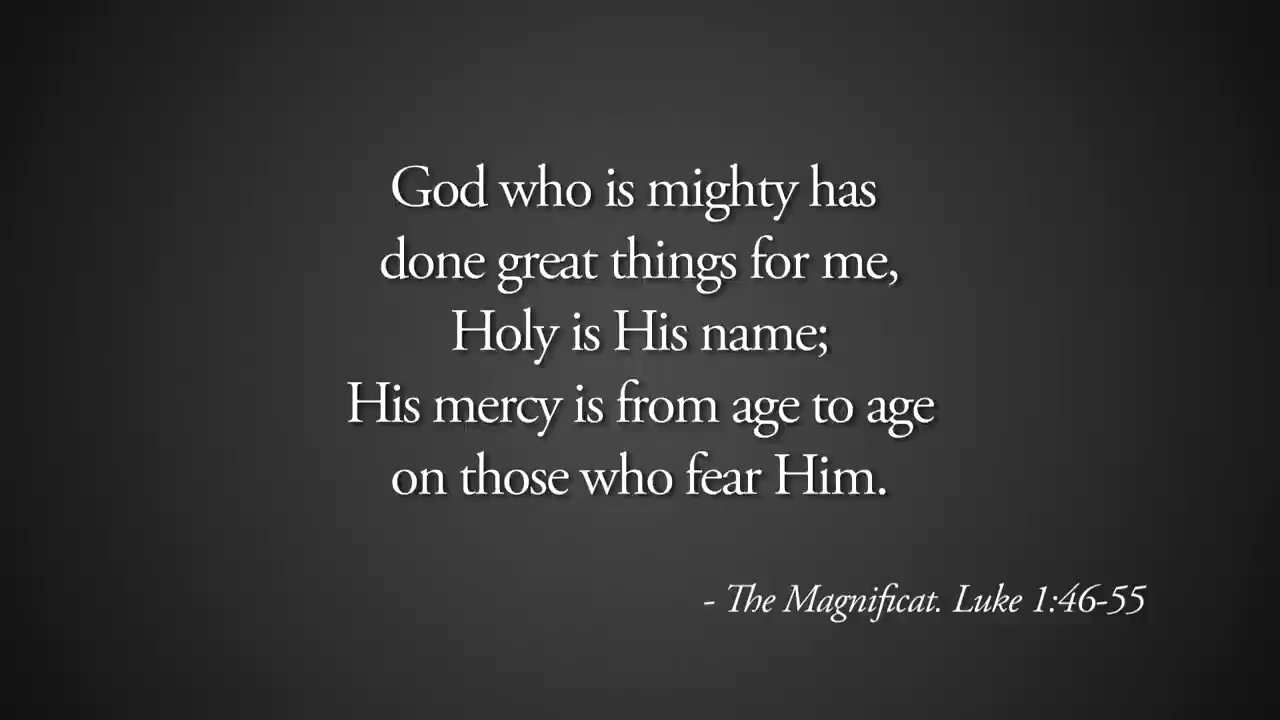 God who is mighty has
done great things for me,
Holy is His name;
His mercy is from age to age
on those who fear Him.
- The Magnificat. Luke 1:46-55